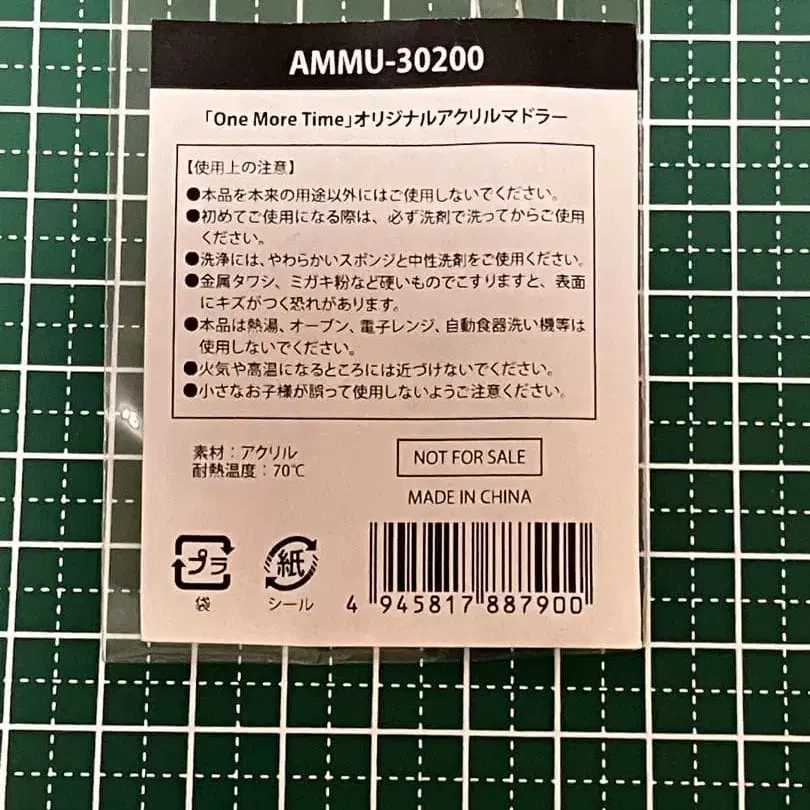 AMMU-30200
「One More Time」オリジナルアクリルマドラー
【使用上の注意】
●本品を本来の用途以外にはご使用しないでください。
●初めてご使用になる際は、必ず洗剤で洗ってからご使用
ください。
●洗浄には、やわらかいスポンジと中性洗剤をご使用ください。
●金属タワシ、ミガキ粉など硬いものでこすりますと、表面
にキズがつく恐れがあります。
●本品は熱湯、オーブン、電子レンジ、自動食器洗い機等は
使用しないでください。
●火気や高温になるところには近づけないでください。
●小さなお子様が誤って使用しないようご注意ください。
素材：アクリル
耐熱温度：70℃
NOT FOR SALE
MADE IN CHINA
プラ
袋
紙
シール
4 945817 887900